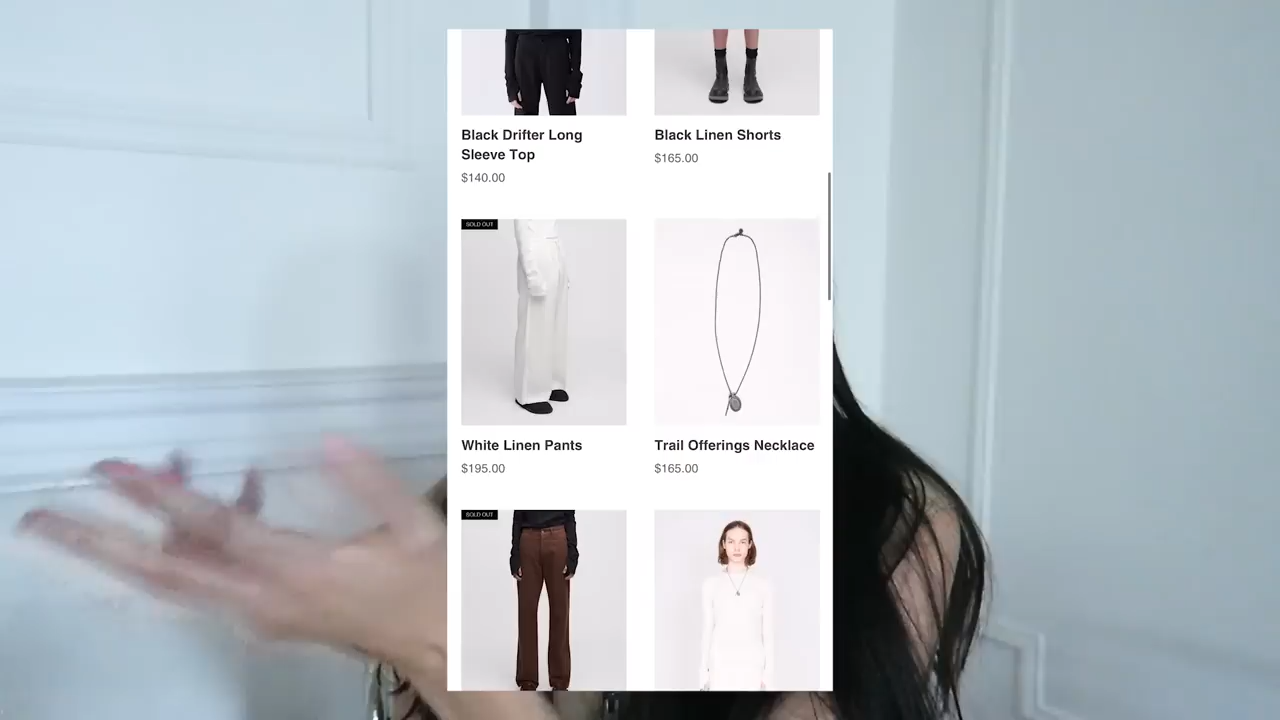 Black Drifter Long
Sleeve Top
$140.00
Black Linen Shorts
$165.00
SOLD OUT
White Linen Pants
$195.00
Trail Offerings Necklace
$165.00
SOLD OUT